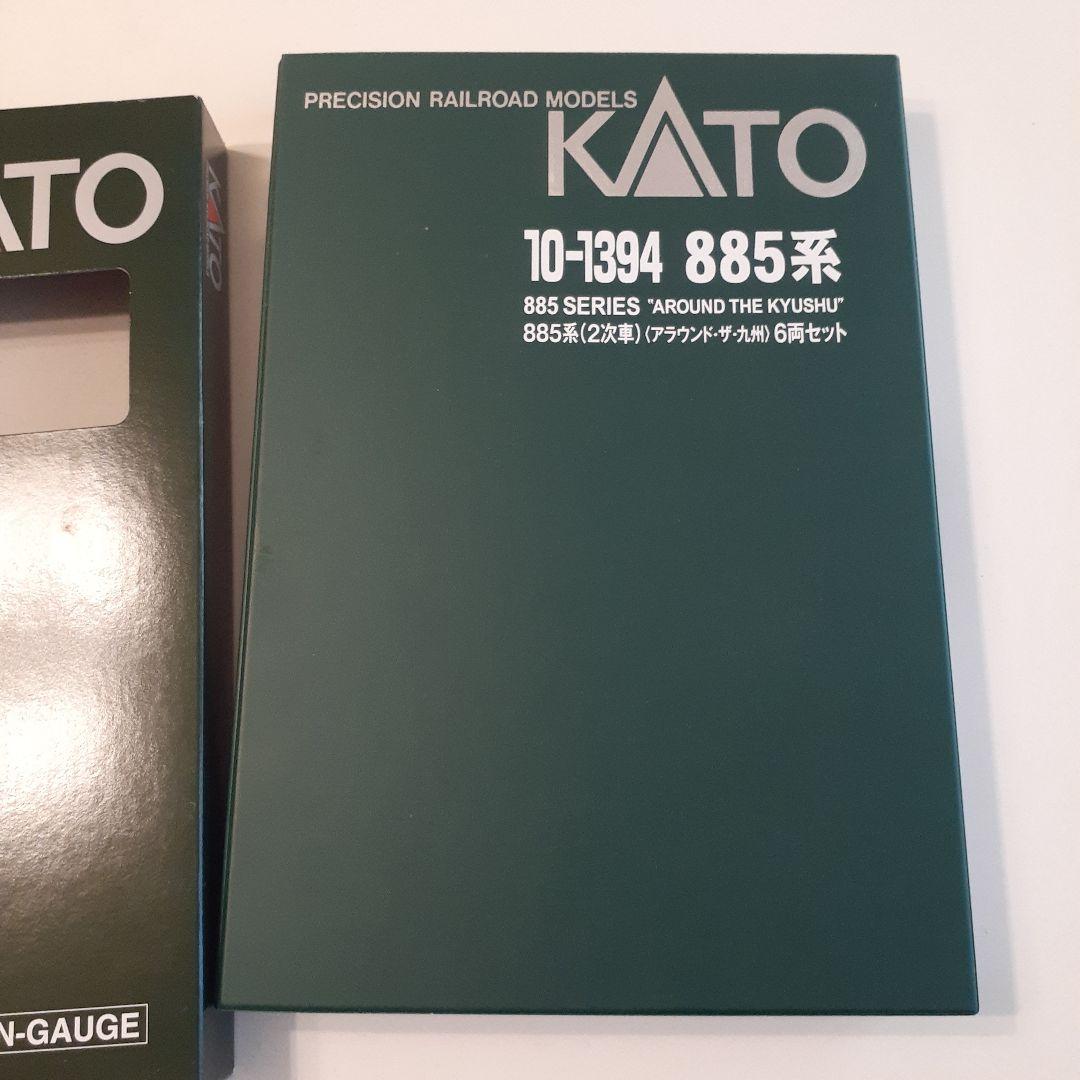 ATO
KATO
N-GAUGE
PRECISION RAILROAD MODELS
KATO
10-1394 885系
885 SERIES "AROUND THE KYUSHU"
885系(2次車)〈アラウンド・ザ・九州〉6両セット